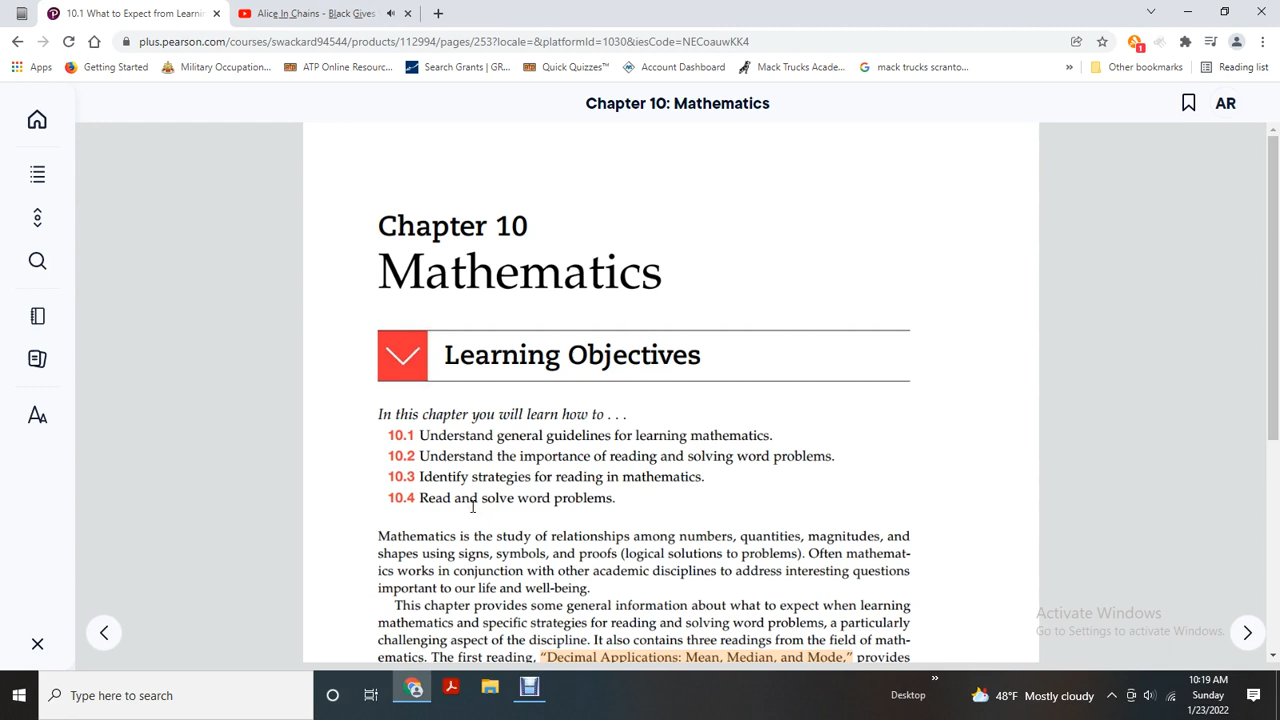 10.1 What to Expect from Learni
Alice In Chains - Black Gives
plus.pearson.com/courses/swackard94544/products/112994/pages/253?locale=&platformId=1030&iesCode=NECoauwKK4
1
Apps
Getting Started
Military Occupation...
ATP Online Resourc...
Search Grants | GR...
Quick Quizzes™
Account Dashboard
Mack Trucks Acade...
mack trucks scranto...
»
Other bookmarks
Reading list
Chapter 10: Mathematics
AR
Chapter 10
Mathematics
Learning Objectives
In this chapter you will learn how to . . .
10.1 Understand general guidelines for learning mathematics.
10.2 Understand the importance of reading and solving word problems.
10.3 Identify strategies for reading in mathematics.
10.4 Read and solve word problems.
Mathematics is the study of relationships among numbers, quantities, magnitudes, and
shapes using signs, symbols, and proofs (logical solutions to problems). Often mathemat-
ics works in conjunction with other academic disciplines to address interesting questions
important to our life and well-being.
This chapter provides some general information about what to expect when learning
mathematics and specific strategies for reading and solving word problems, a particularly
challenging aspect of the discipline. It also contains three readings from the field of math-
ematics. The first reading, “Decimal Applications: Mean, Median, and Mode,” provides
Activate Windows
Go to Settings to activate Windows.
Type here to search
Desktop
»
48°F Mostly cloudy
10:19 AM
Sunday
1/23/2022